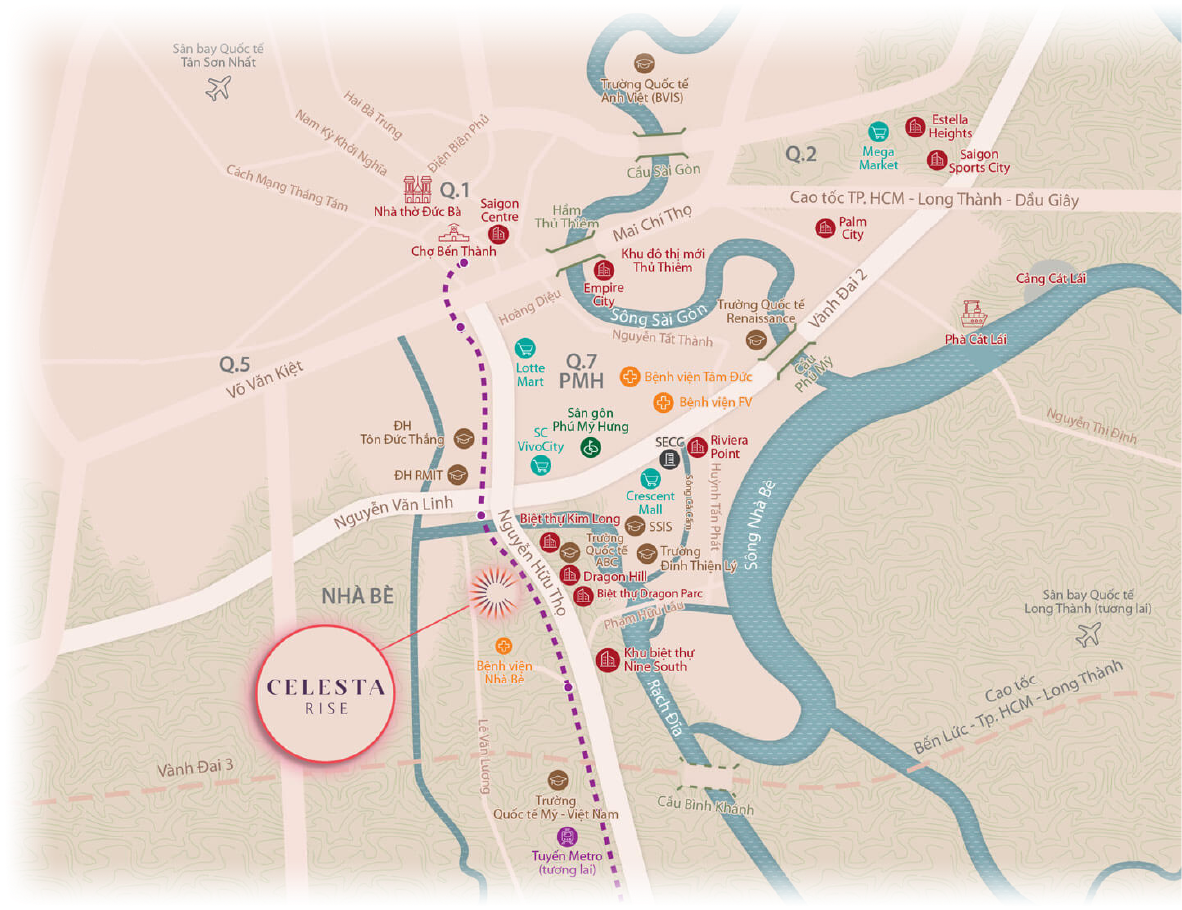 Sân bay Quốc tế
Tân Sơn Nhất
Trường Quốc tế
Anh Việt (BVIS)
Hai Bà Trưng
Nam Kỳ Khởi Nghĩa
Điện Biên Phủ
Cách Mạng Tháng Tám
Estella
Heights
Mega
Market
Q.2
Saigon
Sports City
Cầu Sài Gòn
Q.1
Nhà thờ Đức Bà
Saigon
Centre
Chợ Bến Thành
Hầm
Thủ Thiêm
Mai Chí Thọ
Cao tốc TP. HCM - Long Thành - Dầu Giây
Palm
City
Khu đô thị mới
Thủ Thiêm
Empire
City
Cảng Cát Lái
Vành Đai 2
Hoàng Diệu
Sông Sài Gòn
Trường Quốc tế
Renaissance
Nguyễn Tất Thành
Phà Cát Lái
Q.5
Võ Văn Kiệt
Lotte
Mart
Q.7
PMH
Cầu
Phú Mỹ
Bệnh viện Tâm Đức
Bệnh viện FV
Sân gôn
Phú Mỹ Hưng
Nguyễn Thị Định
ĐH
Tôn Đức Thắng
SC
VivoCity
SECC
Riviera
Point
ĐH RMIT
Crescent
Mall
Huỳnh Tấn Phát
Sông Nhà Bè
Nguyễn Văn Linh
Nguyễn Hữu Thọ
Biệt thự Kim Long
SSIS
Trường
Quốc tế
ABC
Trường
Đinh Thiện Lý
Dragon Hill
Biệt thự Dragon Parc
NHÀ BÈ
Phạm Hữu Lầu
Sân bay Quốc tế
Long Thành (tương lai)
Bệnh viện
Nhà Bè
Khu biệt thự
Nine South
CELESTA
RISE
Rạch Đĩa
Cao tốc
Bến Lức - Tp. HCM - Long Thành
Lê Văn Lương
Vành Đai 3
Cầu Bình Khánh
Trường
Quốc tế Mỹ - Việt Nam
Tuyến Metro
(tương lai)